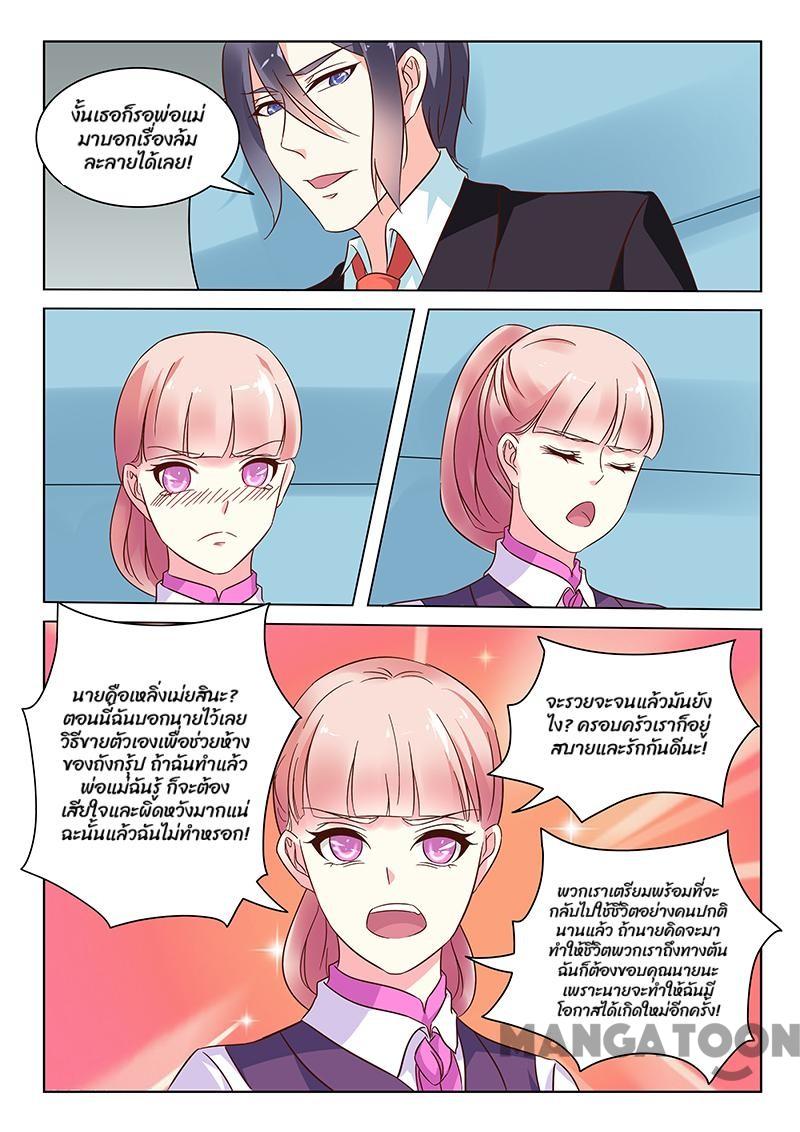 งั้นเธอก็รอพ่อแม่
มาบอกเรื่องล้ม
ละลายได้เลย!
นายคือเหลิ่งเม่ยสินะ?
ตอนนี้ฉันบอกนายไว้เลย
วิธีขายตัวเองเพื่อช่วยห้าง
ของถังกรุ้ป ถ้าฉันทำแล้ว
พ่อแม่ฉันรู้ ก็จะต้อง
เสียใจและผิดหวังมากแน่
ฉะนั้นแล้วฉันไม่ทำหรอก!
จะรวยจะจนแล้วมันยัง
ไง? ครอบครัวเราก็อยู่
สบายและรักกันดีนะ!
พวกเราเตรียมพร้อมที่จะ
กลับไปใช้ชีวิตอย่างคนปกติ
นานแล้ว ถ้านายคิดจะมา
ทำให้ชีวิตพวกเราถึงทางตัน
ฉันก็ต้องขอบคุณนายนะ
เพราะนายจะทำให้ฉันมี
โอกาสได้เกิดใหม่อีกครั้ง!
MANGATOON